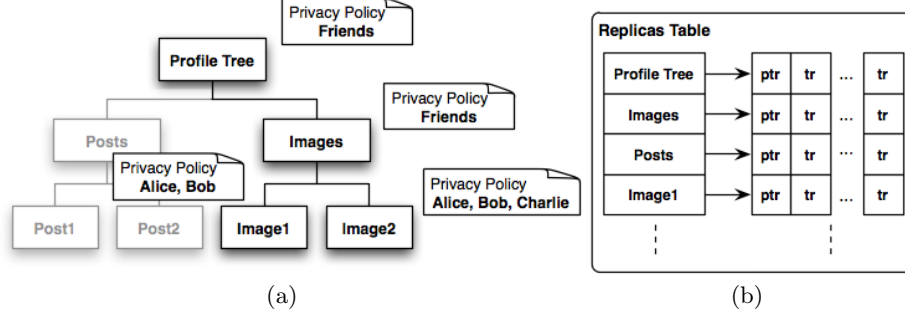 Privacy Policy
Friends
Profile Tree
Privacy Policy
Friends
Posts
Images
Privacy Policy
Alice, Bob
Privacy Policy
Alice, Bob, Charlie
Post1
Post2
Image1
Image2
(a)
Replicas Table
Profile Tree ptr tr ... tr
Images ptr tr ... tr
Posts ptr tr ... tr
Image1 ptr tr ... tr
(b)